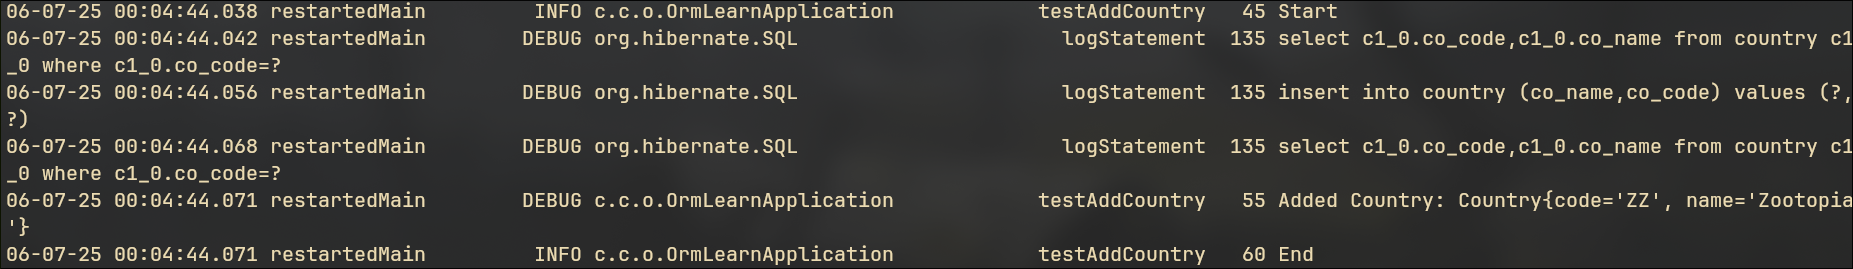 06-07-25 00:04:44.038 restartedMain         INFO c.c.o.OrmLearnApplication            testAddCountry   45 Start
06-07-25 00:04:44.042 restartedMain        DEBUG org.hibernate.SQL                      logStatement  135 select c1_0.co_code,c1_0.co_name from country c1
_0 where c1_0.co_code=?
06-07-25 00:04:44.056 restartedMain        DEBUG org.hibernate.SQL                      logStatement  135 insert into country (co_name,co_code) values (?,
?)
06-07-25 00:04:44.068 restartedMain        DEBUG org.hibernate.SQL                      logStatement  135 select c1_0.co_code,c1_0.co_name from country c1
_0 where c1_0.co_code=?
06-07-25 00:04:44.071 restartedMain        DEBUG c.c.o.OrmLearnApplication            testAddCountry   55 Added Country: Country{code='ZZ', name='Zootopia
'}
06-07-25 00:04:44.071 restartedMain         INFO c.c.o.OrmLearnApplication            testAddCountry   60 End